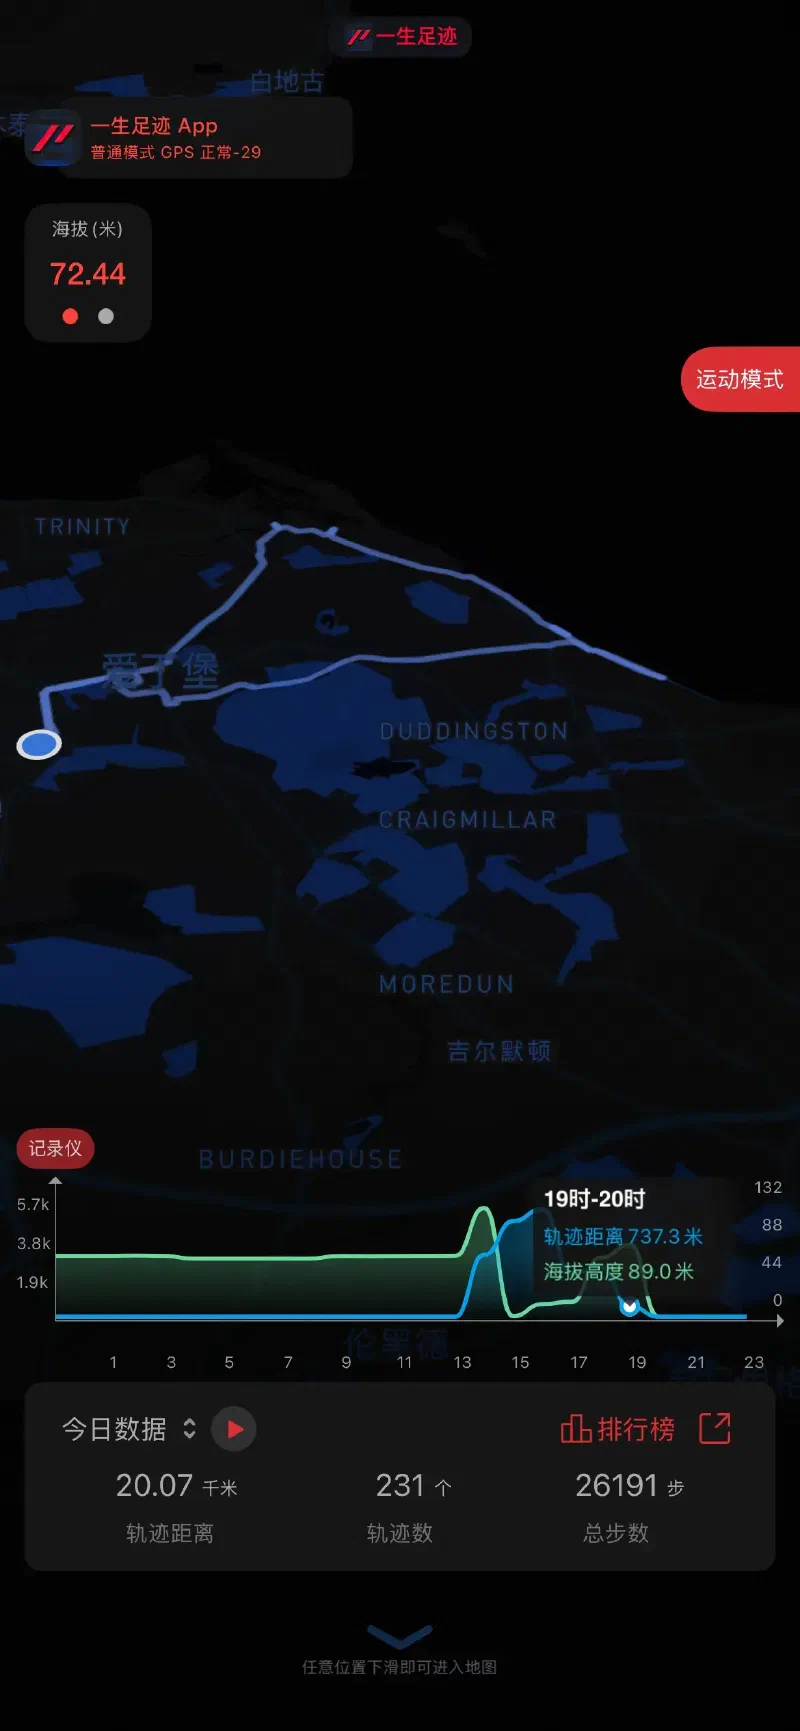 一生足迹
白地古
一生足迹 App
普通模式 GPS 正常-29
海拔(米)
72.44
运动模式
TRINITY
爱丁堡
DUDDINGSTON
CRAIGMILLAR
MOREDUN
吉尔默顿
BURDIEHOUSE
记录仪
5.7k
3.8k
1.9k
132
88
44
0
19时-20时
轨迹距离 737.3 米
海拔高度 89.0 米
伦黑德
1 3 5 7 9 11 13 15 17 19 21 23
今日数据
排行榜
20.07 千米
231 个
26191 步
轨迹距离
轨迹数
总步数
任意位置下滑即可进入地图